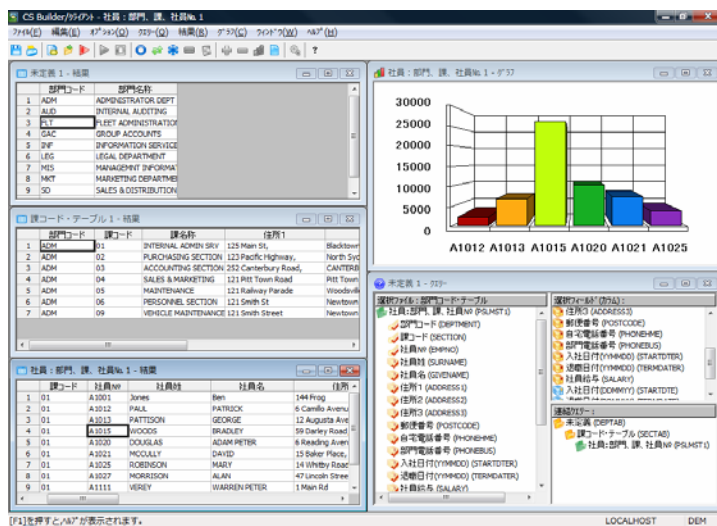 CS Builder/クライアント - 社員 : 部門、課、社員№ 1
ファイル(F) 編集(E) オプション(O) クエリー(Q) 結果(R) グラフ(C) ウィンドウ(W) ヘルプ(H)
未定義 1 - 結果
部門コード 部門名称
1 ADM ADMINISTRATOR DEPT
2 AUD INTERNAL AUDITING
3 FLT FLEET ADMINISTRATION
4 GAC GROUP ACCOUNTS
5 INF INFORMATION SERVICE
6 LEG LEGAL DEPARTMENT
7 MIS MANAGEMNT INFORMAT
8 MKT MARKETING DEPARTME
9 SD SALES & DISTRIBUTION
課コード・テーブル 1 - 結果
部門コード 課コード 課名称 住所1
1 ADM 01 INTERNAL ADMIN SRV 125 Main St, Blacktown
2 ADM 02 PURCHASING SECTION 123 Pacific Highway, North Syd
3 ADM 03 ACCOUNTING SECTION 252 Canterbury Road, CANTERB
4 ADM 04 SALES & MARKETING 121 Pitt Town Road Pitt Town
5 ADM 05 MAINTENANCE 121 Railway Parade Woodsvill
6 ADM 06 PERSONNEL SECTION 121 Smith St Newtown
7 ADM 09 VEHICLE MAINTENANCE 121 Smith Street Newtown
社員 : 部門、課、社員№ 1 - 結果
課コード 社員№ 社員姓 社員名 住所
1 01 A1001 Jones Ben 144 Frog
2 01 A1012 PAUL PATRICK 6 Camillo Avenu
3 01 A1013 PATTISON GEORGE 12 Augusta Ave
4 01 A1015 WOODS BRADLEY 59 Darley Road,
5 01 A1020 DOUGLAS ADAM PETER 6 Reading Aven
6 01 A1021 MCCULLY DAVID 15 Baker Place,
7 01 A1025 ROBINSON MARY 14 Whitby Road
8 01 A1027 MORRISON ALAN 47 Lincoln Stree
9 01 A1111 VEREY WARREN PETER 1 Main Rd
社員 : 部門、課、社員№ 1 - グラフ
30000
25000
20000
15000
10000
5000
0
A1012 A1013 A1015 A1020 A1021 A1025
未定義 1 - クエリー
選択ファイル : 部門コード・テーブル
社員:部門、課、社員№ (PSLMST1)
部門コード (DEPTMENT)
課コード (SECTION)
社員№ (EMPNO)
社員姓 (SURNAME)
社員名 (GIVENAME)
住所1 (ADDRESS1)
住所2 (ADDRESS2)
住所3 (ADDRESS3)
郵便番号 (POSTCODE)
自宅電話番号 (PHONEHME)
部門電話番号 (PHONEBUS)
入社日付(YYMMDD) (STARTDTER)
退職日付(YYMMDD) (TERMDATER)
社員給与 (SALARY)
選択フィールド(カラム) :
住所3 (ADDRESS3)
郵便番号 (POSTCODE)
自宅電話番号 (PHONEHME)
部門電話番号 (PHONEBUS)
入社日付(YYMMDD) (STARTDTER)
退職日付(YYMMDD) (TERMDATER)
社員給与 (SALARY)
入社日付(DDMMYY) (STARTDTE)
連結クエリー :
未定義 (DEPTAB)
課コード・テーブル (SECTAB)
社員:部門、課、社員№ (PSLMST1)
[F1]を押すと,ヘルプが表示されます。
LOCALHOST DEM